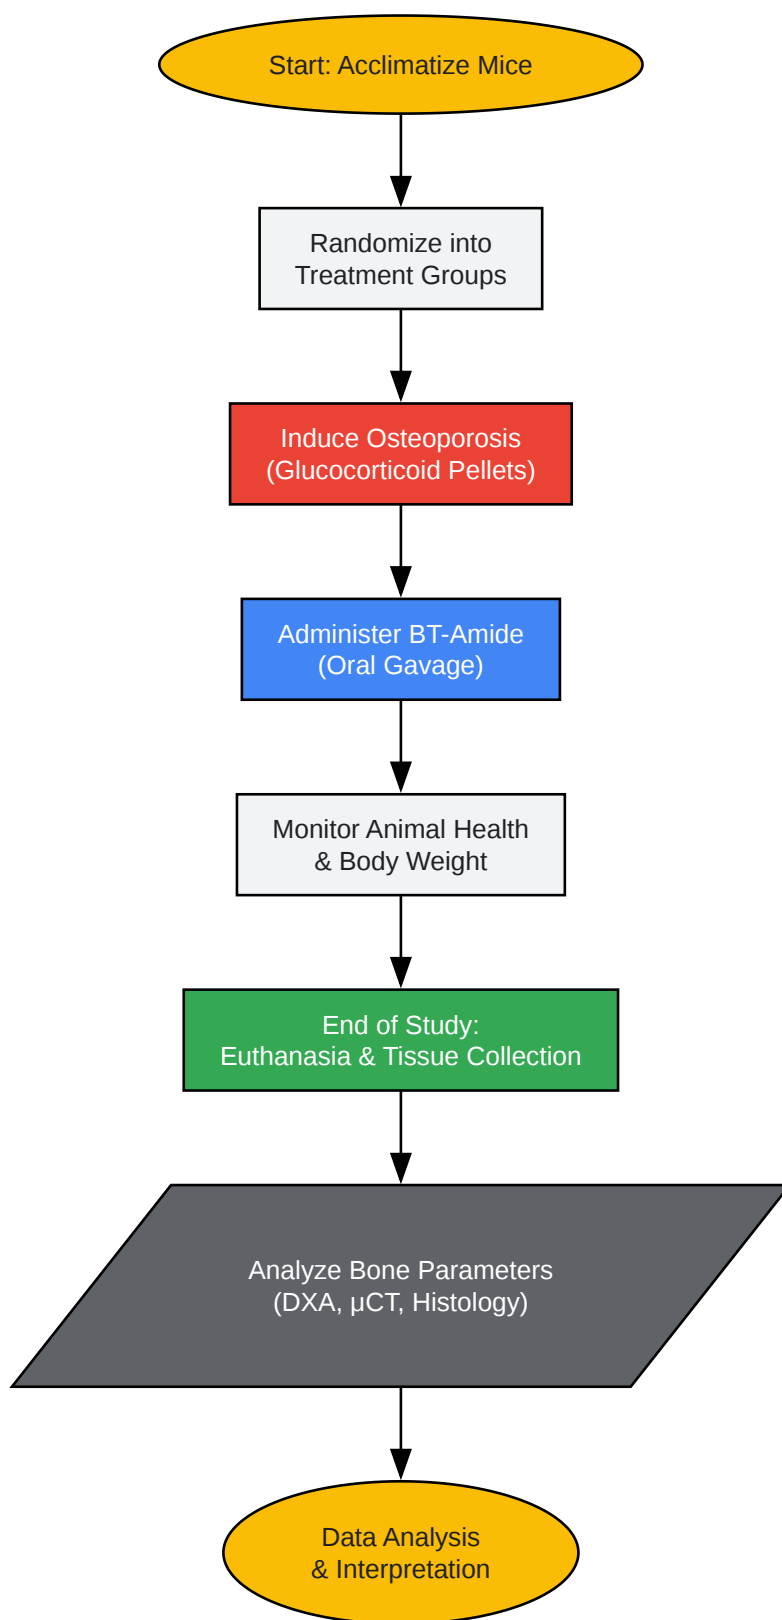 Start: Acclimatize Mice
Randomize into
Treatment Groups
Induce Osteoporosis
(Glucocorticoid Pellets)
Administer BT-Amide
(Oral Gavage)
Monitor Animal Health
& Body Weight
End of Study:
Euthanasia & Tissue Collection
Analyze Bone Parameters
(DXA, μCT, Histology)
Data Analysis
& Interpretation